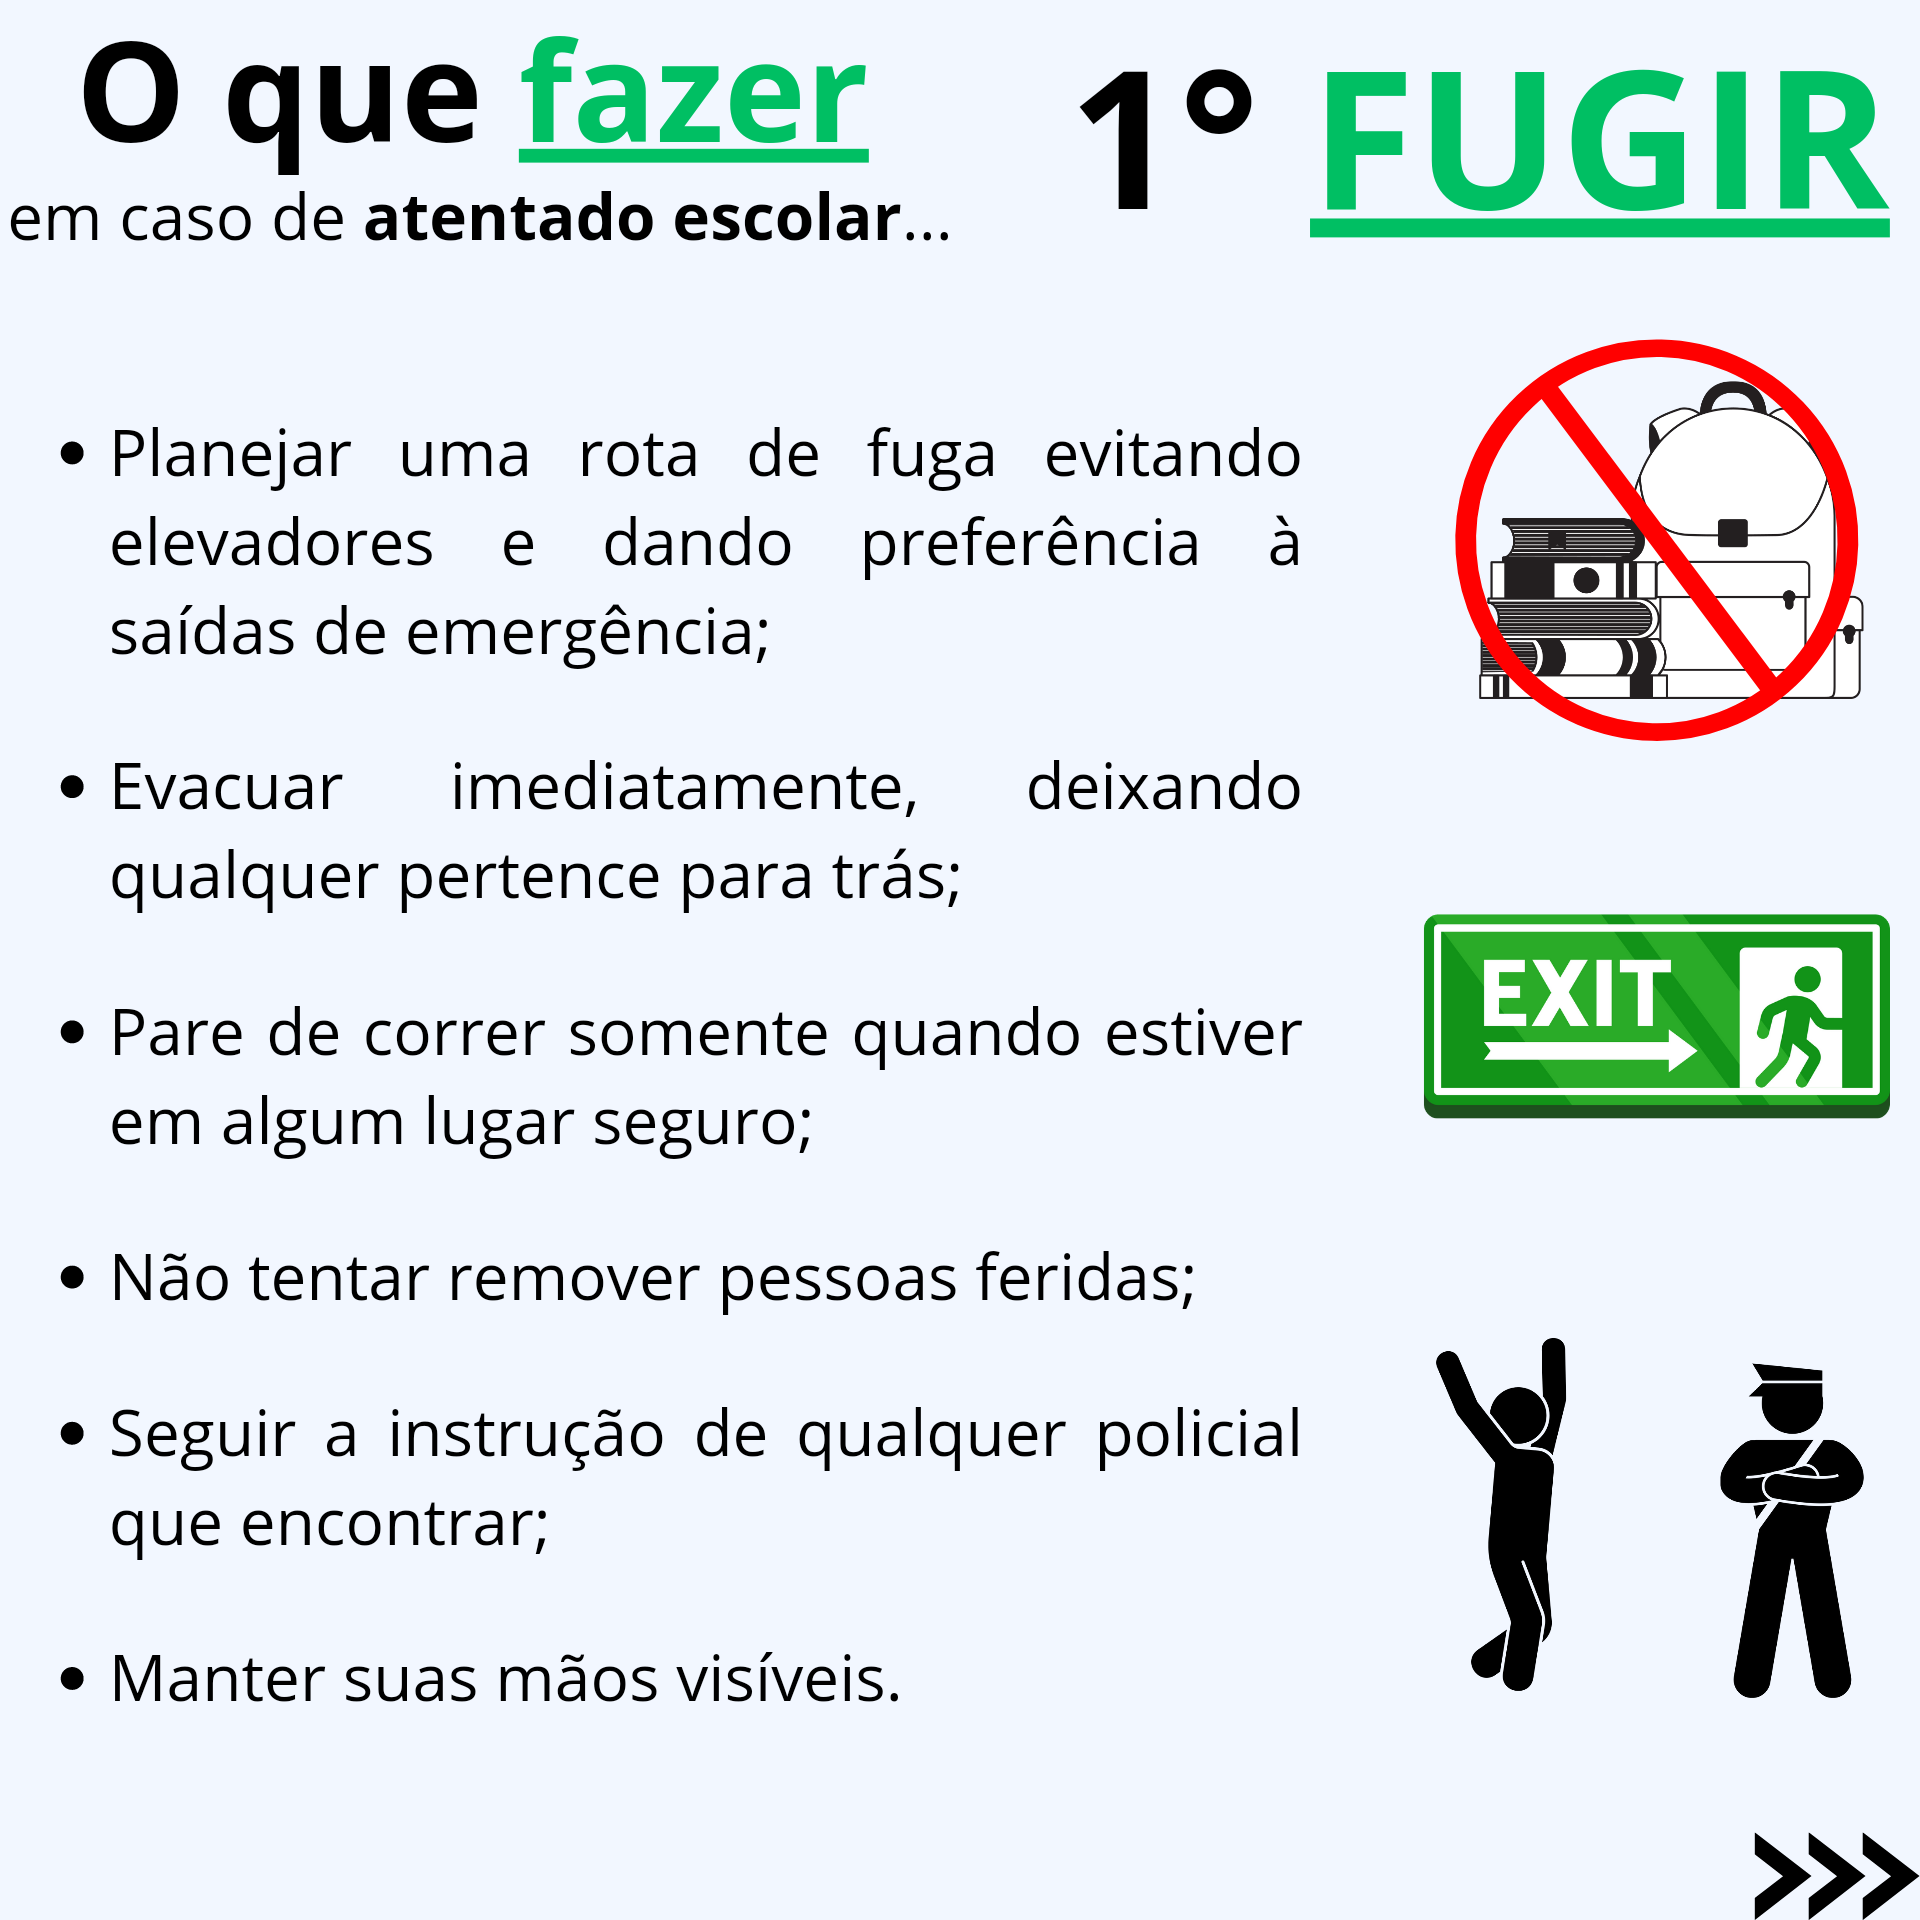 O que fazer
em caso de atentado escolar...
1° FUGIR
• Planejar uma rota de fuga evitando
elevadores e dando preferência à
saídas de emergência;
• Evacuar imediatamente, deixando
qualquer pertence para trás;
• Pare de correr somente quando estiver
em algum lugar seguro;
• Não tentar remover pessoas feridas;
• Seguir a instrução de qualquer policial
que encontrar;
• Manter suas mãos visíveis.
EXIT